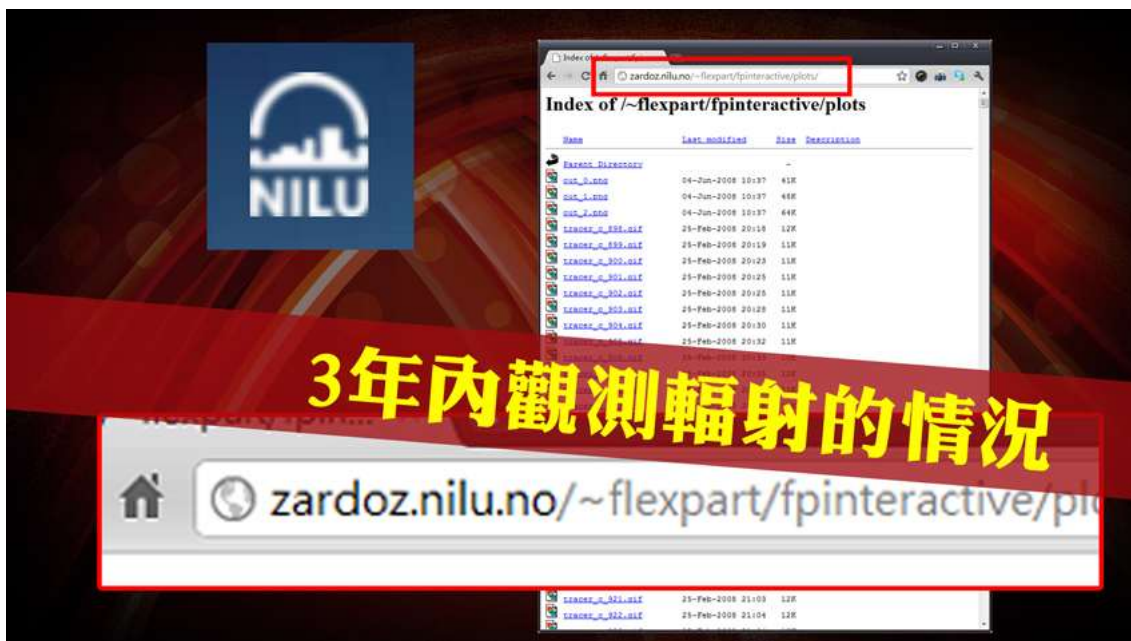 NILU
zardoz.nilu.no/~flexpart/fpinteractive/plots/
Index of /~flexpart/fpinteractive/plots
Name Last modified Size Description
Parent Directory -
out_0.png 04-Jun-2008 10:37 61K
out_1.png 04-Jun-2008 10:37
out_2.png 04-Jun-2008 10:37 64K
tracer_c_898.gif 25-Feb-2008 20:18 12K
tracer_c_899.gif 25-Feb-2008 20:19 11K
tracer_c_900.gif 25-Feb-2008 20:23 11K
tracer_c_901.gif 25-Feb-2008 20:25 11K
tracer_c_902.gif 25-Feb-2008 20:25 11K
tracer_c_903.gif 25-Feb-2008 20:28 11K
tracer_c_904.gif 25-Feb-2008 20:30 11K
25-Feb-2008 20:32 11K
3年內觀測輻射的情況
zardoz.nilu.no/~flexpart/fpinteractive/pl
tracer_c_921.gif 25-Feb-2008 21:03 12K
tracer_c_922.gif 25-Feb-2008 21:04 12K